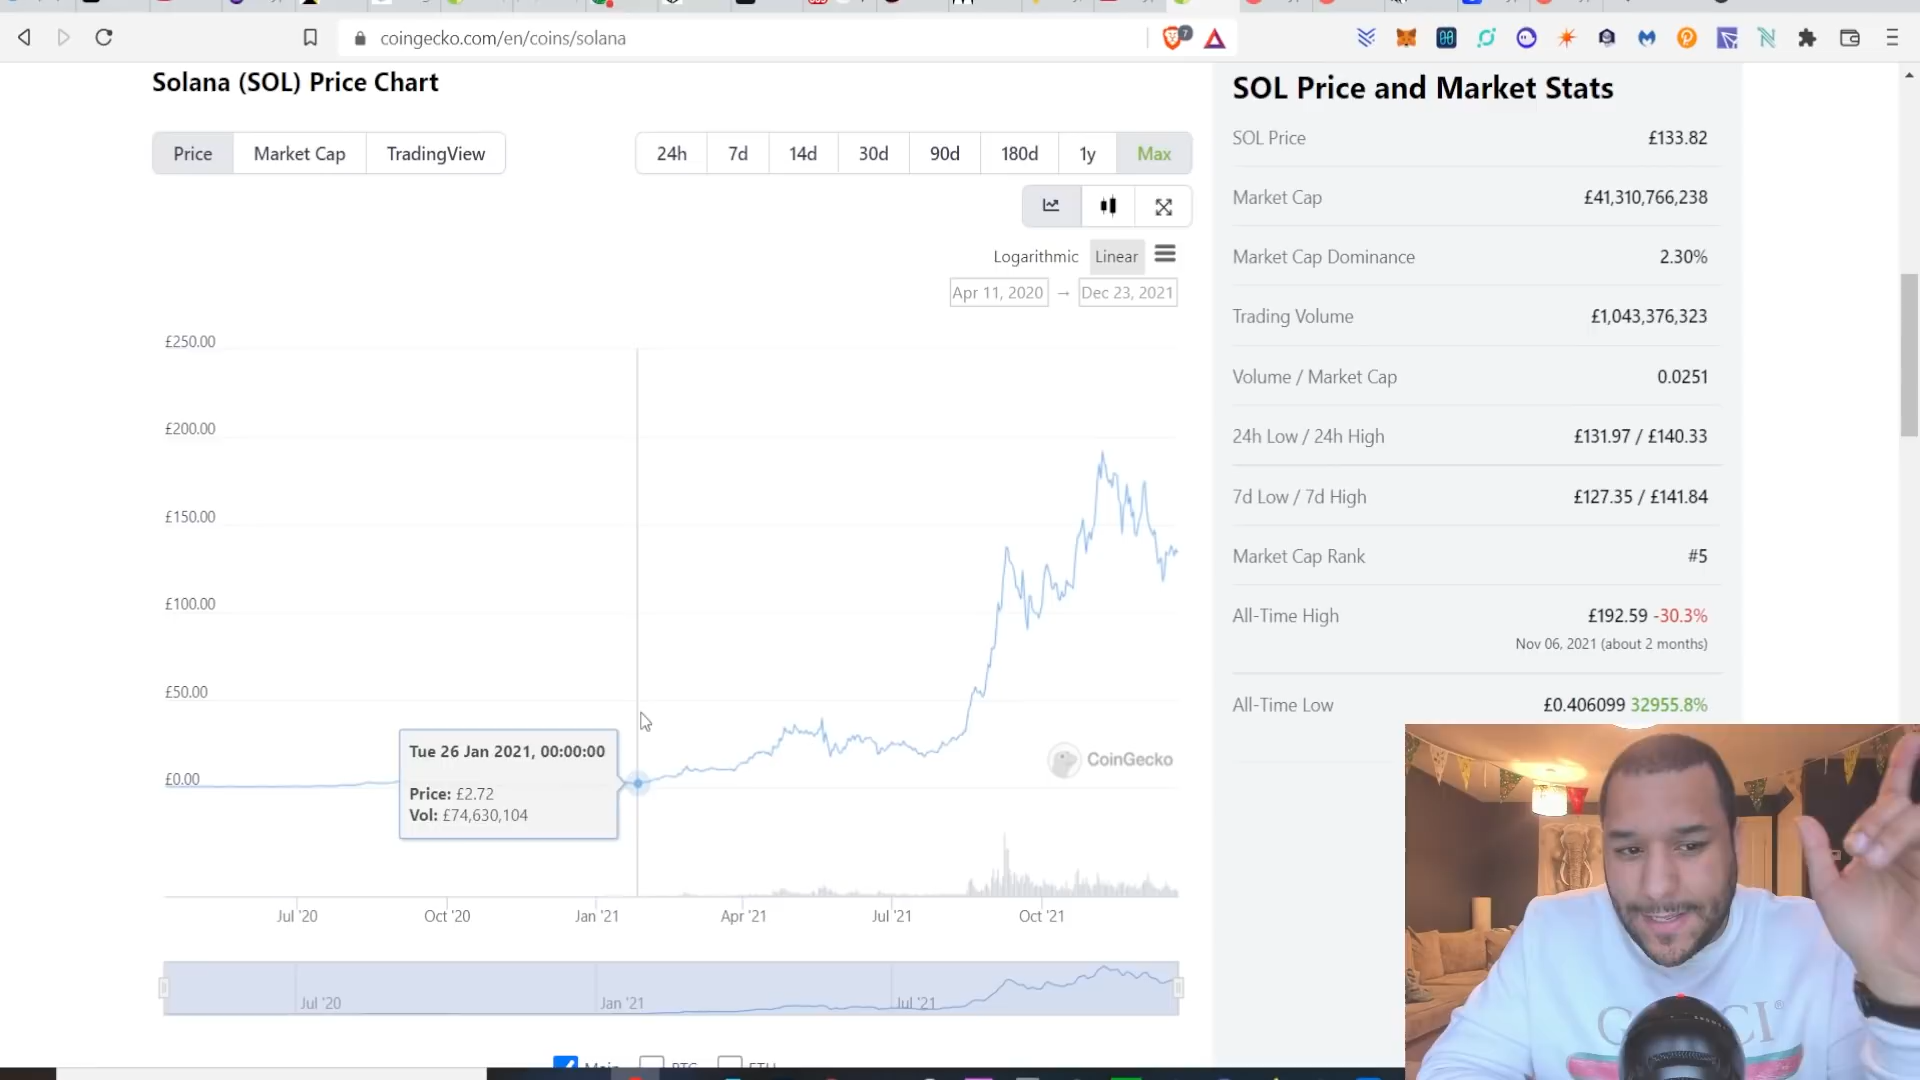 coingecko.com/en/coins/solana
7
Solana (SOL) Price Chart
Price Market Cap TradingView
24h 7d 14d 30d 90d 180d 1y Max
Logarithmic Linear
Apr 11, 2020 → Dec 23, 2021
£250.00
£200.00
£150.00
£100.00
£50.00
£0.00
Tue 26 Jan 2021, 00:00:00
Price: £2.72
Vol: £74,630,104
CoinGecko
Jul '20 Oct '20 Jan '21 Apr '21 Jul '21 Oct '21
Jul '20 Jan '21 Jul '21
SOL Price and Market Stats
SOL Price £133.82
Market Cap £41,310,766,238
Market Cap Dominance 2.30%
Trading Volume £1,043,376,323
Volume / Market Cap 0.0251
24h Low / 24h High £131.97 / £140.33
7d Low / 7d High £127.35 / £141.84
Market Cap Rank #5
All-Time High £192.59 -30.3%
Nov 06, 2021 (about 2 months)
All-Time Low £0.406099 32955.8%